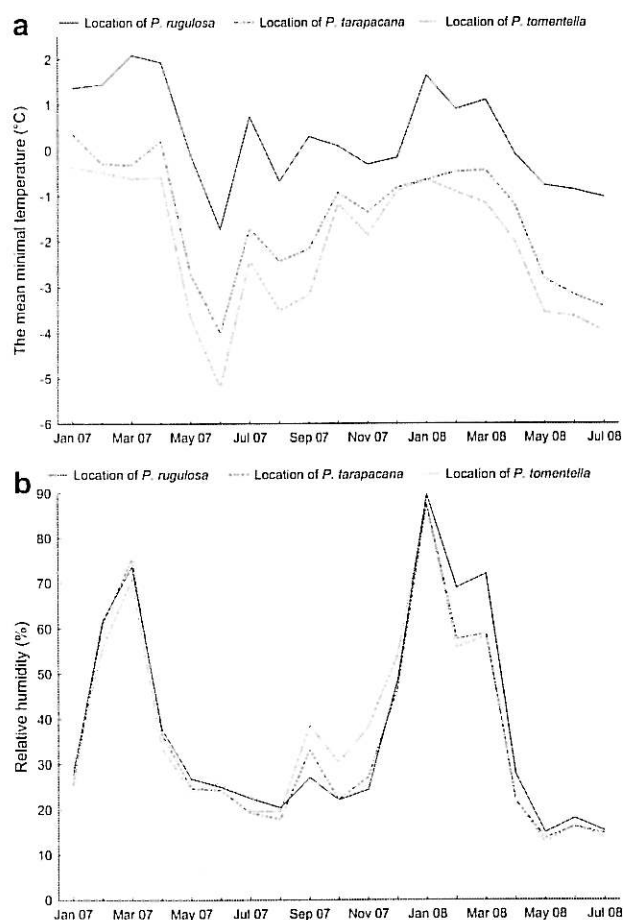 a
Location of P. rugulosa Location of P. tarapacana Location of P. tomentella
The mean minimal temperature (°C)
2
1
0
-1
-2
-3
-4
-5
-6
Jan 07 Mar 07 May 07 Jul 07 Sep 07 Nov 07 Jan 08 Mar 08 May 08 Jul 08
b
Location of P. rugulosa Location of P. tarapacana Location of P. tomentella
Relative humidity (%)
90
80
70
60
50
40
30
20
10
0
Jan 07 Mar 07 May 07 Jul 07 Sep 07 Nov 07 Jan 08 Mar 08 May 08 Jul 08